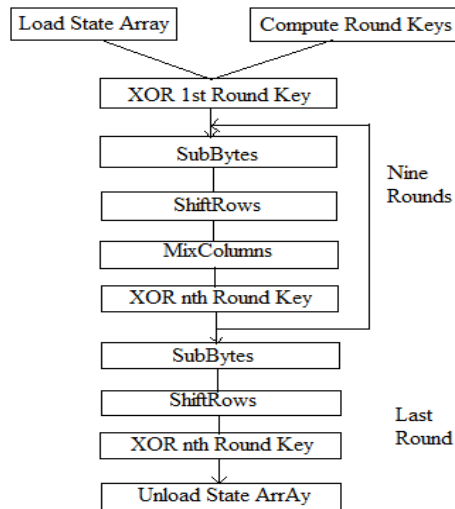 Load State Array
Compute Round Keys
XOR 1st Round Key
SubBytes
ShiftRows
MixColumns
XOR nth Round Key
Nine
Rounds
SubBytes
ShiftRows
XOR nth Round Key
Last
Round
Unload State ArrAy